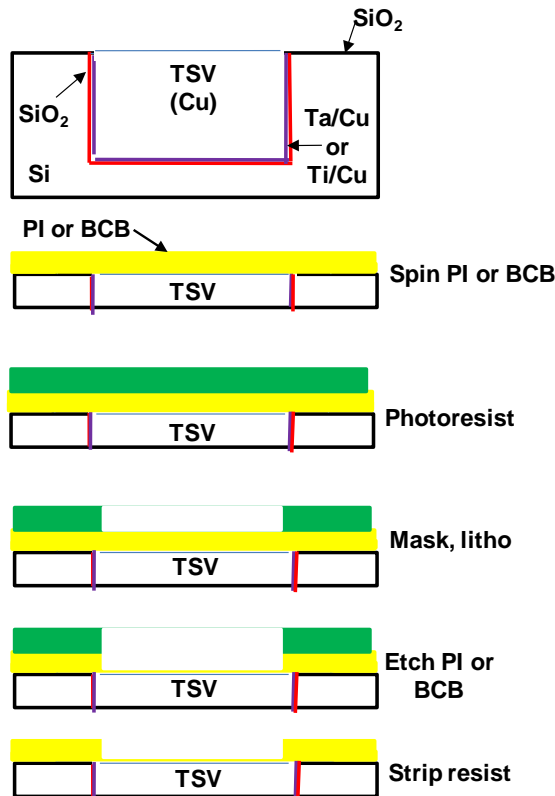 SiO2
TSV
(Cu)
SiO2
Ta/Cu
or
Ti/Cu
Si
PI or BCB
Spin PI or BCB
TSV
Photoresist
TSV
Mask, litho
TSV
Etch PI or
BCB
TSV
Strip resist
TSV